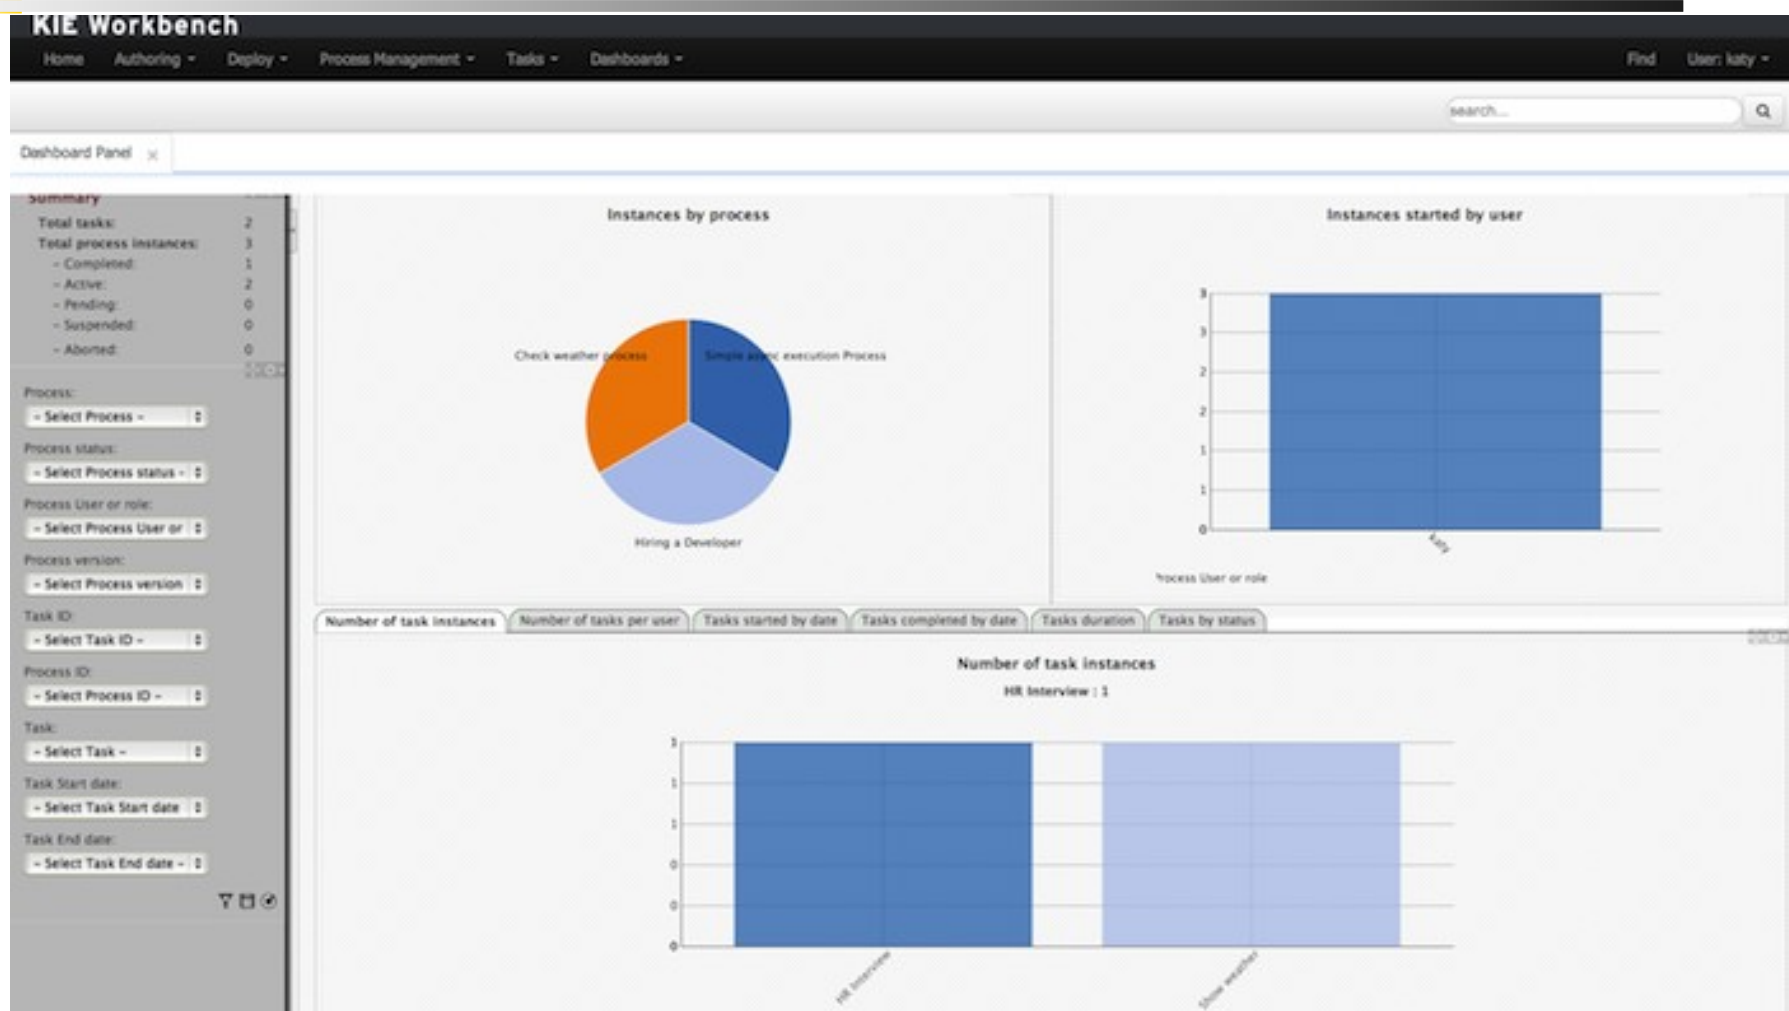 KIE Workbench
Home Authoring Deploy Process Management Tasks Dashboards Find User: katy
search...
Dashboard Panel
Summary
Total tasks: 2
Total process instances: 3
- Completed: 1
- Active: 2
- Pending: 0
- Suspended: 0
- Aborted: 0
Process:
- Select Process -
Process status:
- Select Process status -
Process User or role:
- Select Process User or
Process version:
- Select Process version
Task ID:
- Select Task ID -
Process ID:
- Select Process ID -
Task:
- Select Task -
Task Start date:
- Select Task Start date
Task End date:
- Select Task End date -
Instances by process
Check weather process
Simple async execution Process
Hiring a Developer
Instances started by user
3
3
2
2
1
1
0
katy
Process User or role
Number of task instances Number of tasks per user Tasks started by date Tasks completed by date Tasks duration Tasks by status
Number of task instances
HR Interview : 1
1
1
0
0
0
HR Interview
Show weather